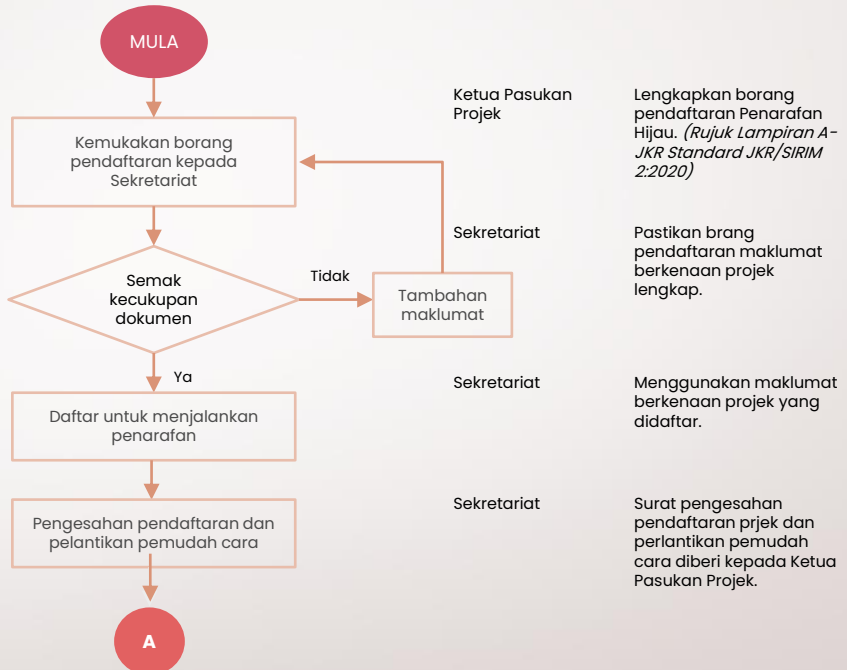 MULA
Kemukakan borang
pendaftaran kepada
Sekretariat
Ketua Pasukan
Projek
Lengkapkan borang
pendaftaran Penarafan
Hijau. (Rujuk Lampiran A-
JKR Standard JKR/SIRIM
2:2020)
Semak
kecukupan
dokumen
Tidak
Tambahan
maklumat
Sekretariat
Pastikan brang
pendaftaran maklumat
berkenaan projek
lengkap.
Ya
Daftar untuk menjalankan
penarafan
Sekretariat
Menggunakan maklumat
berkenaan projek yang
didaftar.
Pengesahan pendaftaran dan
pelantikan pemudah cara
Sekretariat
Surat pengesahan
pendaftaran prjek dan
perlantikan pemudah
cara diberi kepada Ketua
Pasukan Projek.
A